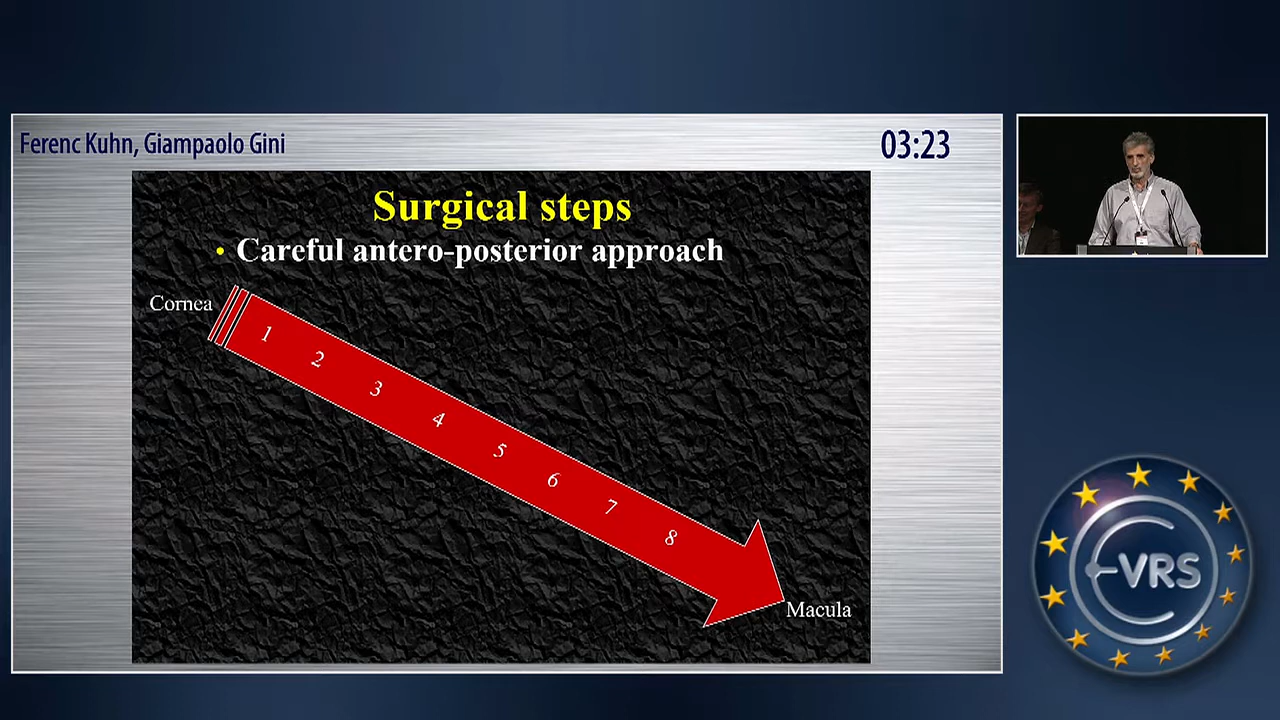 Ferenc Kuhn, Giampaolo Gini
03:23
Surgical steps
• Careful antero-posterior approach
Cornea
1
2
3
4
5
6
7
8
Macula
E-VRS